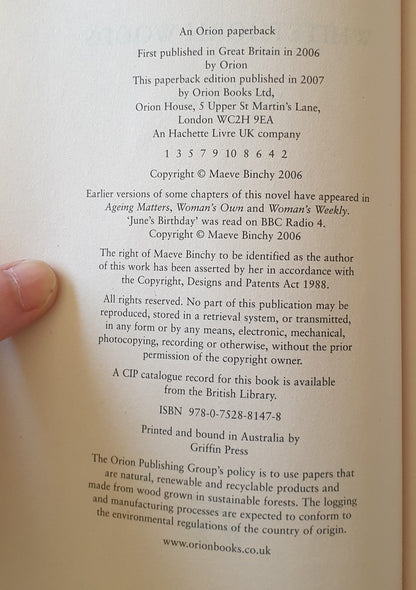 An Orion paperback
First published in Great Britain in 2006
by Orion
This paperback edition published in 2007
by Orion Books Ltd,
Orion House, 5 Upper St Martin's Lane,
London WC2H 9EA
An Hachette Livre UK company
1 3 5 7 9 10 8 6 4 2
Copyright © Maeve Binchy 2006
Earlier versions of some chapters of this novel have appeared in
Ageing Matters, Woman's Own and Woman's Weekly.
'June's Birthday' was read on BBC Radio 4.
Copyright © Maeve Binchy 2006
The right of Maeve Binchy to be identified as the author
of this work has been asserted by her in accordance with
the Copyright, Designs and Patents Act 1988.
All rights reserved. No part of this publication may be
reproduced, stored in a retrieval system, or transmitted,
in any form or by any means, electronic, mechanical,
photocopying, recording or otherwise, without the prior
permission of the copyright owner.
A CIP catalogue record for this book is available
from the British Library.
ISBN 978-0-7528-8147-8
Printed and bound in Australia by
Griffin Press
The Orion Publishing Group's policy is to use papers that
are natural, renewable and recyclable products and
made from wood grown in sustainable forests. The logging
and manufacturing processes are expected to conform to
the environmental regulations of the country of origin.
www.orionbooks.co.uk